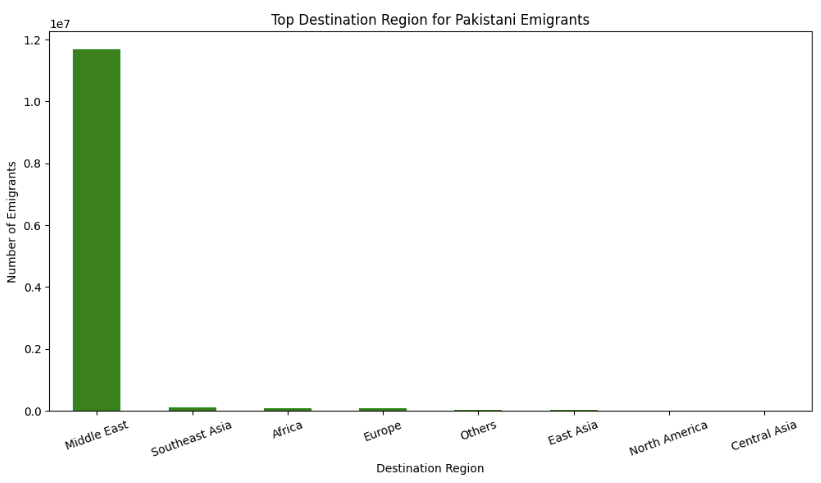 Top Destination Region for Pakistani Emigrants
1e7
1.2
1.0
0.8
0.6
0.4
0.2
0.0
Number of Emigrants
Middle East
Southeast Asia
Africa
Europe
Others
East Asia
North America
Central Asia
Destination Region